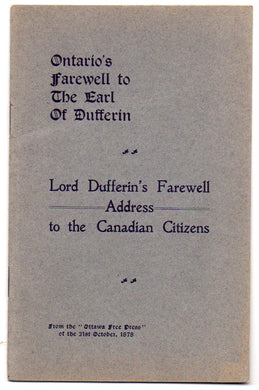 Ontario's
Farewell to
The Earl
Of Dufferin
Lord Dufferin's Farewell
Address
to the Canadian Citizens
From the "Ottawa Free Press"
of the 21st October, 1878